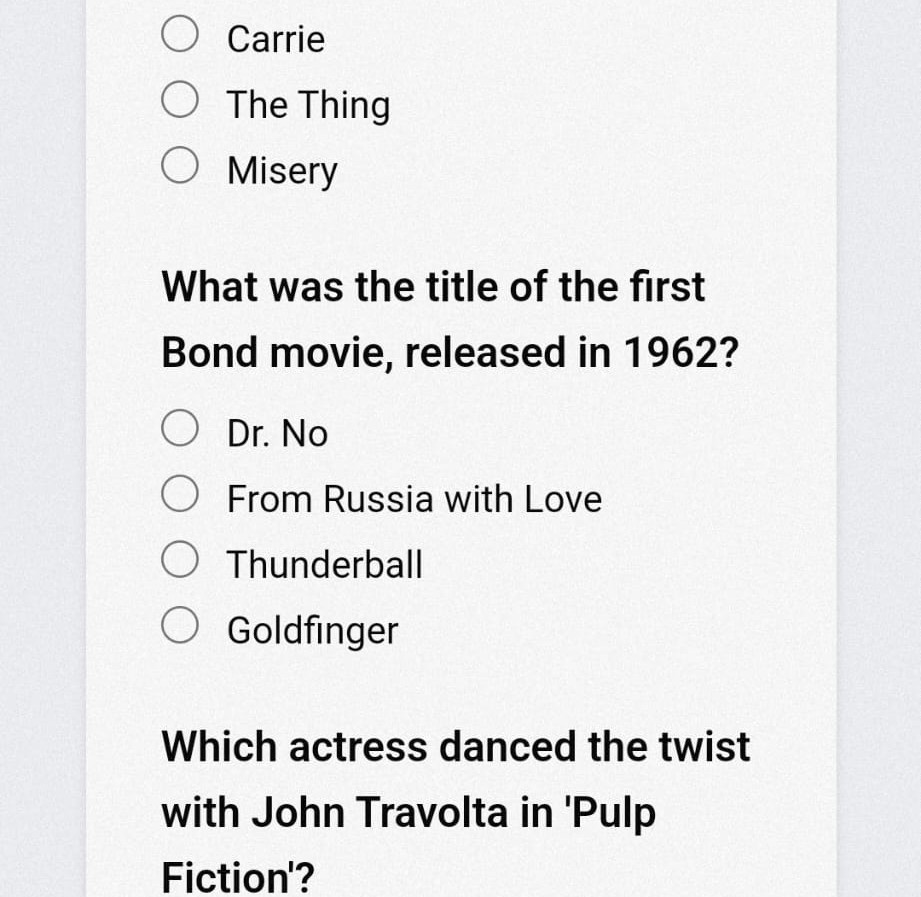 Carrie
The Thing
Misery
What was the title of the first
Bond movie, released in 1962?
Dr. No
From Russia with Love
Thunderball
Goldfinger
Which actress danced the twist
with John Travolta in 'Pulp
Fiction'?